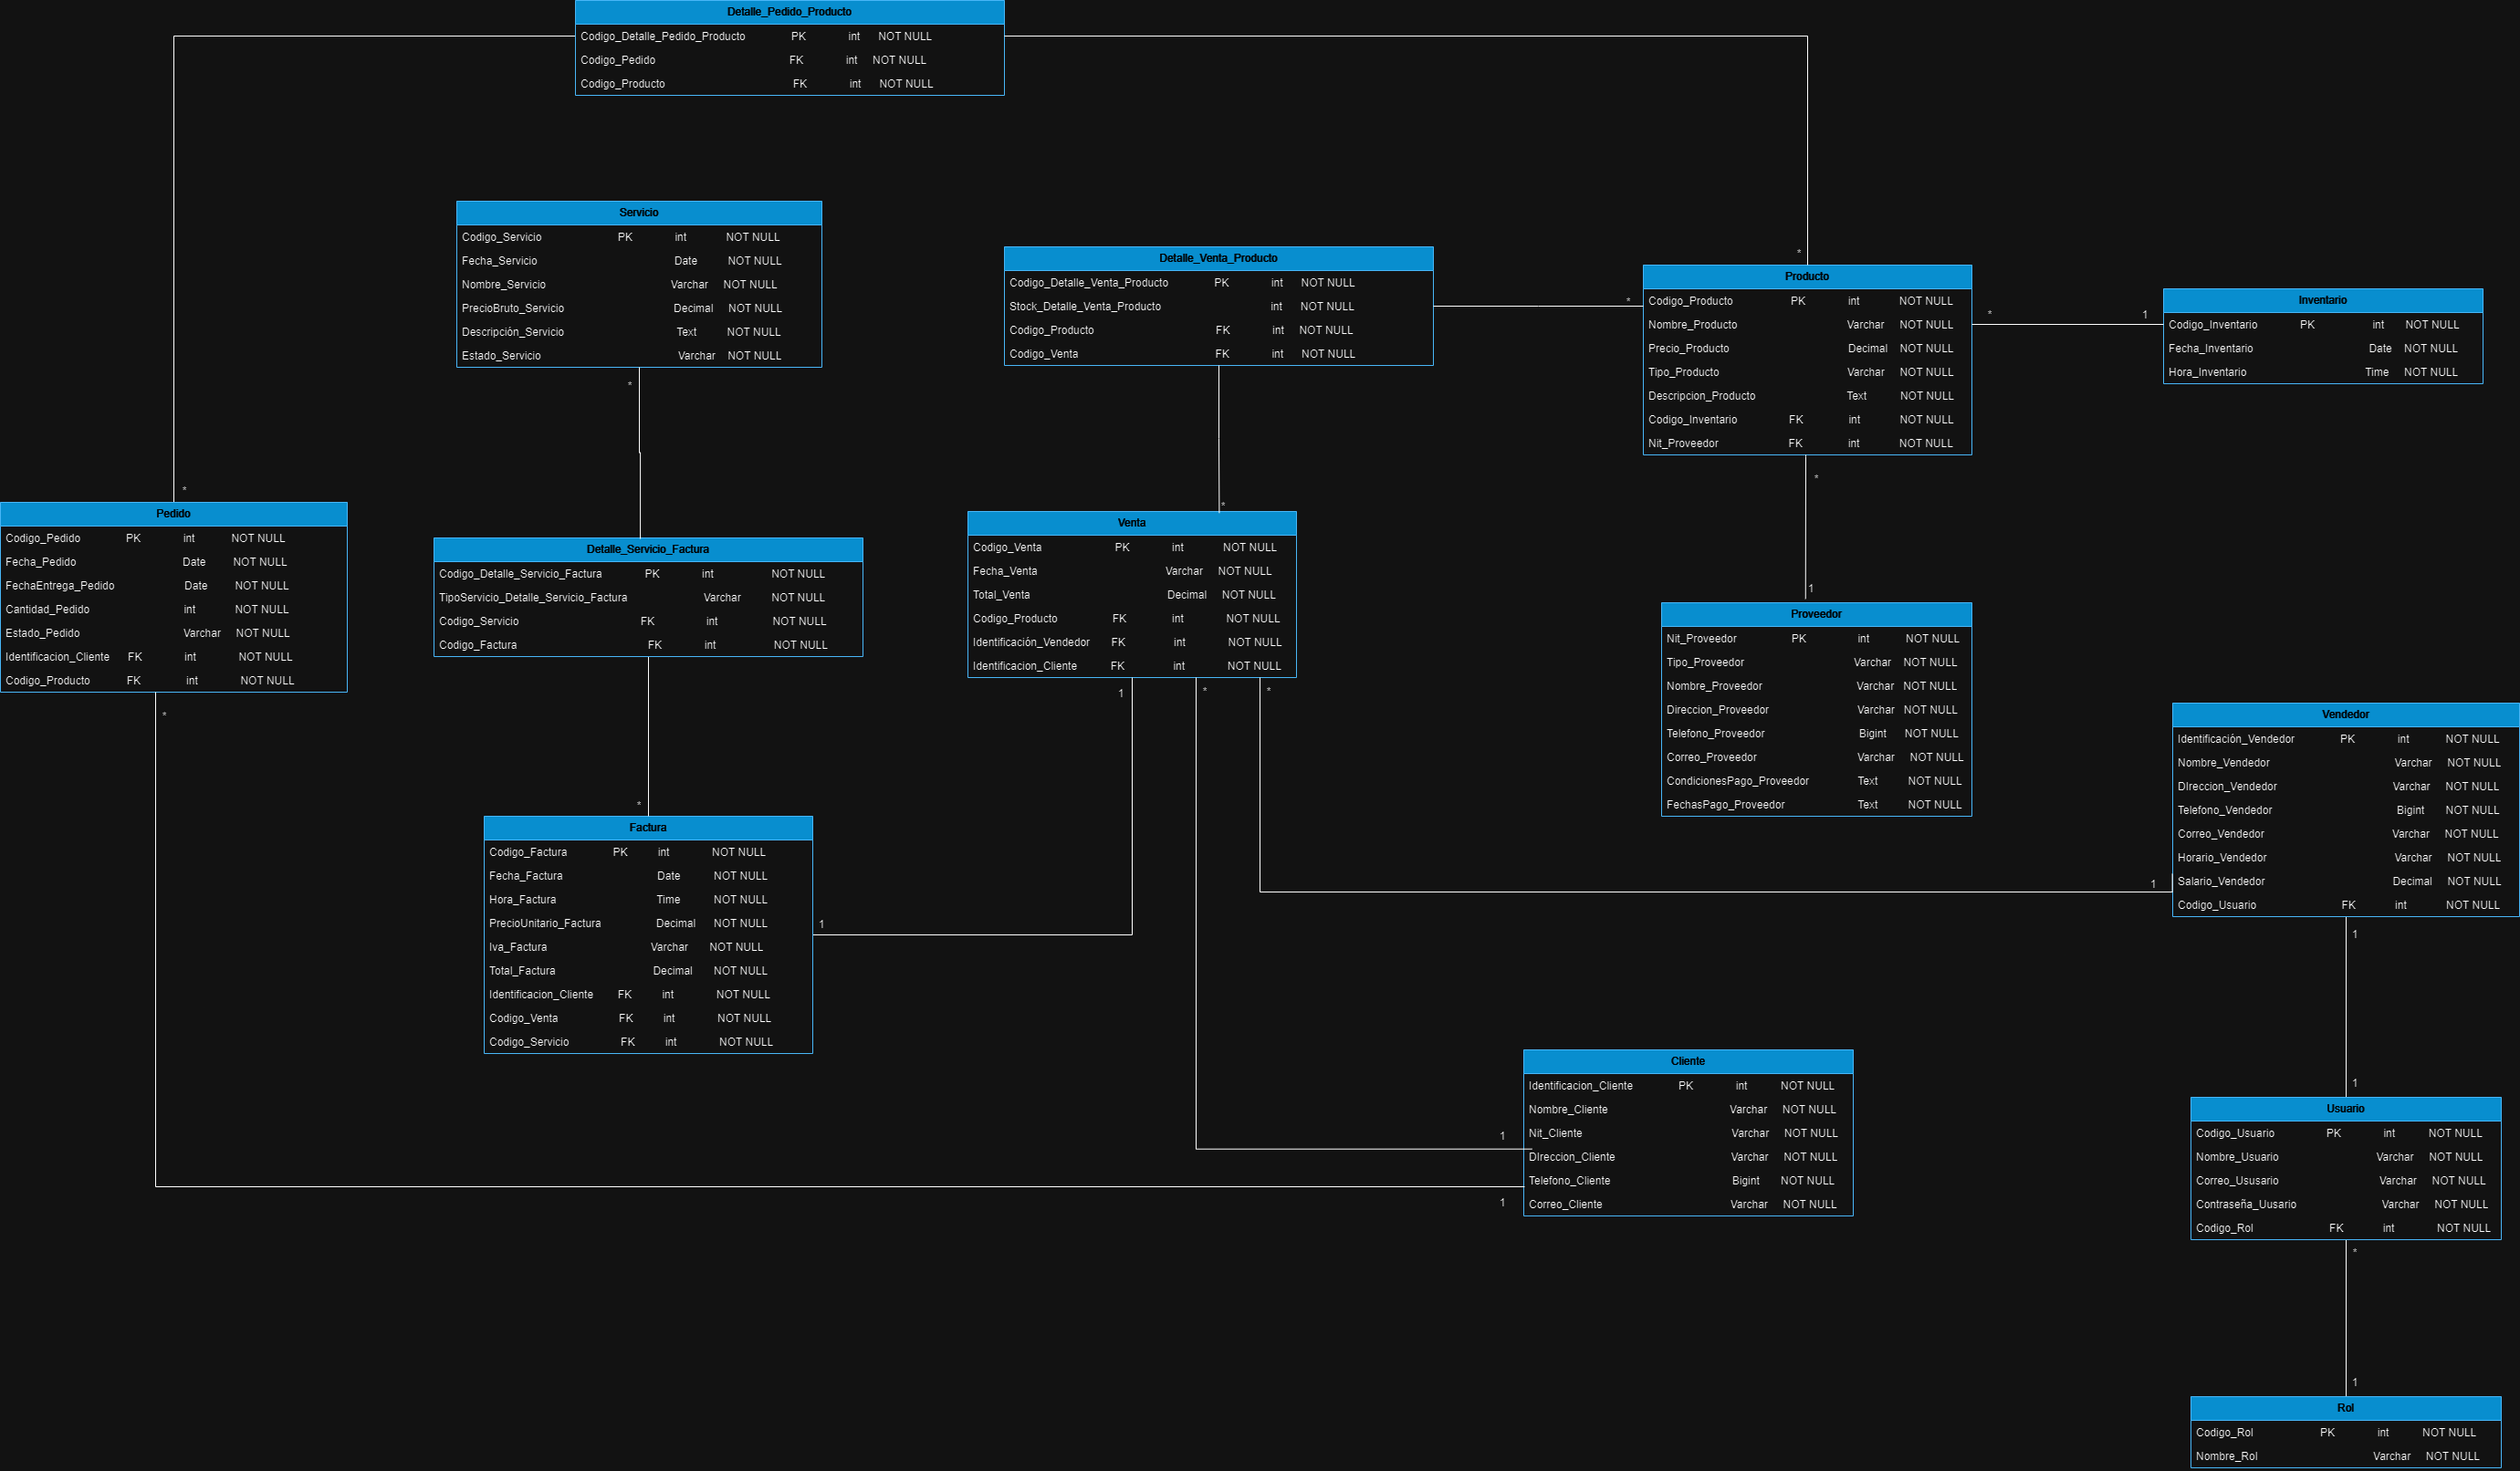 Detalle_Pedido_Producto
Codigo_Detalle_Pedido_Producto PK int NOT NULL
Codigo_Pedido FK int NOT NULL
Codigo_Producto FK int NOT NULL
Servicio
Codigo_Servicio PK int NOT NULL
Fecha_Servicio Date NOT NULL
Nombre_Servicio Varchar NOT NULL
PrecioBruto_Servicio Decimal NOT NULL
Descripción_Servicio Text NOT NULL
Estado_Servicio Varchar NOT NULL
*
Detalle_Venta_Producto
Codigo_Detalle_Venta_Producto PK int NOT NULL
Stock_Detalle_Venta_Producto int NOT NULL
Codigo_Producto FK int NOT NULL
Codigo_Venta FK int NOT NULL
*
*
Producto
Codigo_Producto PK int NOT NULL
Nombre_Producto Varchar NOT NULL
Precio_Producto Decimal NOT NULL
Tipo_Producto Varchar NOT NULL
Descripcion_Producto Text NOT NULL
Codigo_Inventario FK int NOT NULL
Nit_Proveedor FK int NOT NULL
* 1
*
1
Inventario
Codigo_Inventario PK int NOT NULL
Fecha_Inventario Date NOT NULL
Hora_Inventario Time NOT NULL
*
Pedido
Codigo_Pedido PK int NOT NULL
Fecha_Pedido Date NOT NULL
FechaEntrega_Pedido Date NOT NULL
Cantidad_Pedido int NOT NULL
Estado_Pedido Varchar NOT NULL
Identificacion_Cliente FK int NOT NULL
Codigo_Producto FK int NOT NULL
*
Detalle_Servicio_Factura
Codigo_Detalle_Servicio_Factura PK int NOT NULL
TipoServicio_Detalle_Servicio_Factura Varchar NOT NULL
Codigo_Servicio FK int NOT NULL
Codigo_Factura FK int NOT NULL
*
*
Venta
Codigo_Venta PK int NOT NULL
Fecha_Venta Varchar NOT NULL
Total_Venta Decimal NOT NULL
Codigo_Producto FK int NOT NULL
Identificación_Vendedor FK int NOT NULL
Identificacion_Cliente FK int NOT NULL
1 * *
Proveedor
Nit_Proveedor PK int NOT NULL
Tipo_Proveedor Varchar NOT NULL
Nombre_Proveedor Varchar NOT NULL
Direccion_Proveedor Varchar NOT NULL
Telefono_Proveedor Bigint NOT NULL
Correo_Proveedor Varchar NOT NULL
CondicionesPago_Proveedor Text NOT NULL
FechasPago_Proveedor Text NOT NULL
Vendedor
Identificación_Vendedor PK int NOT NULL
Nombre_Vendedor Varchar NOT NULL
DIreccion_Vendedor Varchar NOT NULL
Telefono_Vendedor Bigint NOT NULL
Correo_Vendedor Varchar NOT NULL
Horario_Vendedor Varchar NOT NULL
Salario_Vendedor Decimal NOT NULL
Codigo_Usuario FK int NOT NULL
1
1
1
Factura
Codigo_Factura PK int NOT NULL
Fecha_Factura Date NOT NULL
Hora_Factura Time NOT NULL
PrecioUnitario_Factura Decimal NOT NULL
Iva_Factura Varchar NOT NULL
Total_Factura Decimal NOT NULL
Identificacion_Cliente FK int NOT NULL
Codigo_Venta FK int NOT NULL
Codigo_Servicio FK int NOT NULL
1
Cliente
Identificacion_Cliente PK int NOT NULL
Nombre_Cliente Varchar NOT NULL
Nit_Cliente Varchar NOT NULL
DIreccion_Cliente Varchar NOT NULL
Telefono_Cliente Bigint NOT NULL
Correo_Cliente Varchar NOT NULL
1
1
Usuario
Codigo_Usuario PK int NOT NULL
Nombre_Usuario Varchar NOT NULL
Correo_Ususario Varchar NOT NULL
Contraseña_Uusario Varchar NOT NULL
Codigo_Rol FK int NOT NULL
*
1
Rol
Codigo_Rol PK int NOT NULL
Nombre_Rol Varchar NOT NULL